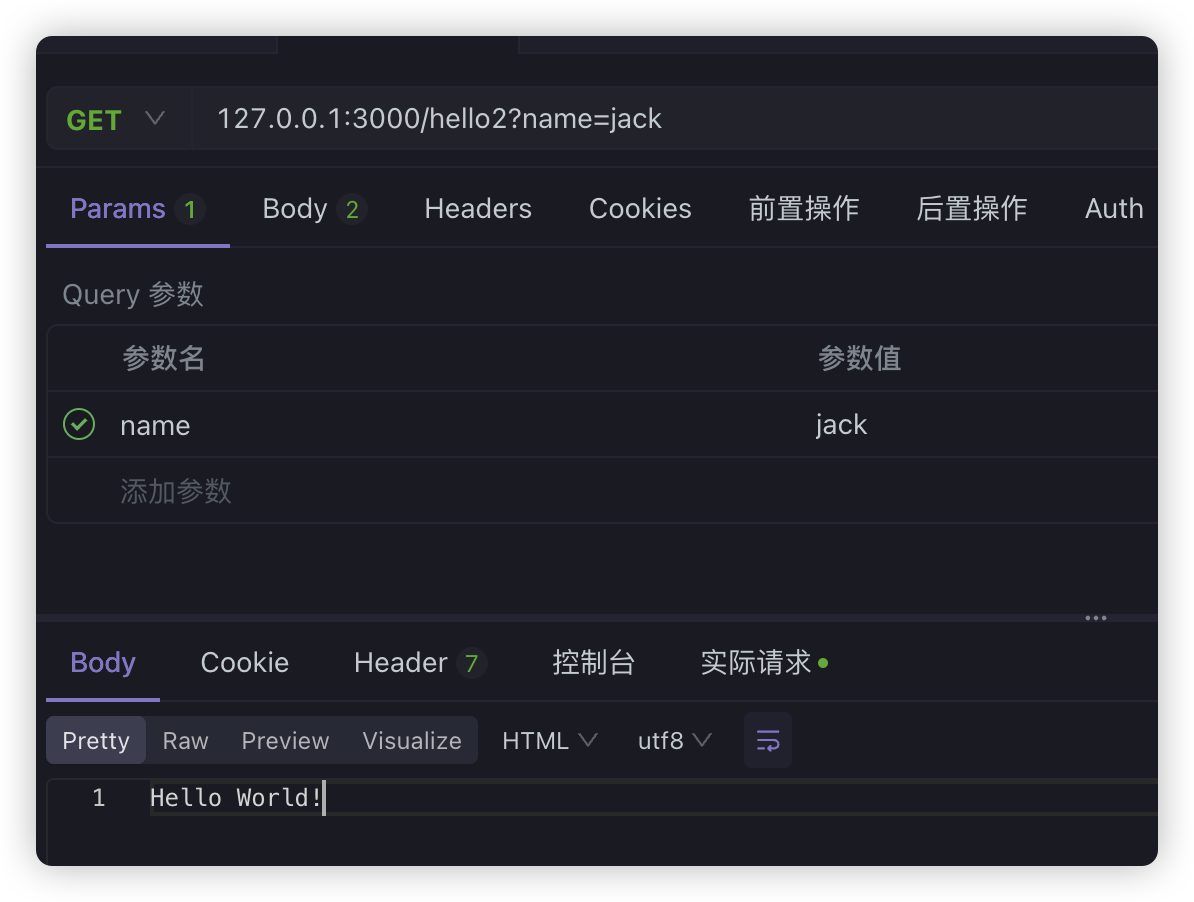 GET 127.0.0.1:3000/hello2?name=jack
Params 1 Body 2 Headers Cookies 前置操作 后置操作 Auth
Query 参数
参数名 参数值
name jack
添加参数
Body Cookie Header 7 控制台 实际请求
Pretty Raw Preview Visualize HTML utf8
1 Hello World!